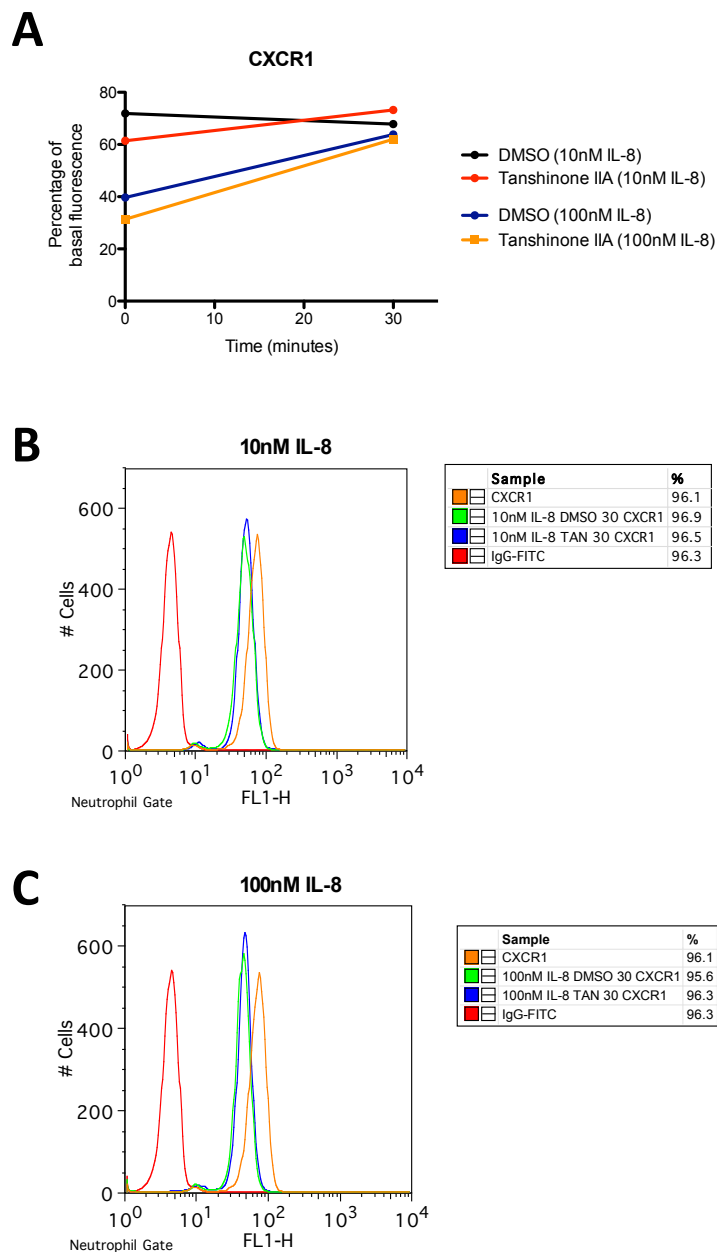 A
CXCR1
80
60
40
20
0
0 10 20 30
Percentage of
basal fluorescence
Time (minutes)
DMSO (10nM IL-8)
Tanshinone IIA (10nM IL-8)
DMSO (100nM IL-8)
Tanshinone IIA (100nM IL-8)
B
10nM IL-8
600
400
200
0
# Cells
10^0 10^1 10^2 10^3 10^4
FL1-H
Neutrophil Gate
Sample %
CXCR1 96.1
10nM IL-8 DMSO 30 CXCR1 96.9
10nM IL-8 TAN 30 CXCR1 96.5
IgG-FITC 96.3
C
100nM IL-8
600
400
200
0
# Cells
10^0 10^1 10^2 10^3 10^4
FL1-H
Neutrophil Gate
Sample %
CXCR1 96.1
100nM IL-8 DMSO 30 CXCR1 95.6
100nM IL-8 TAN 30 CXCR1 96.3
IgG-FITC 96.3